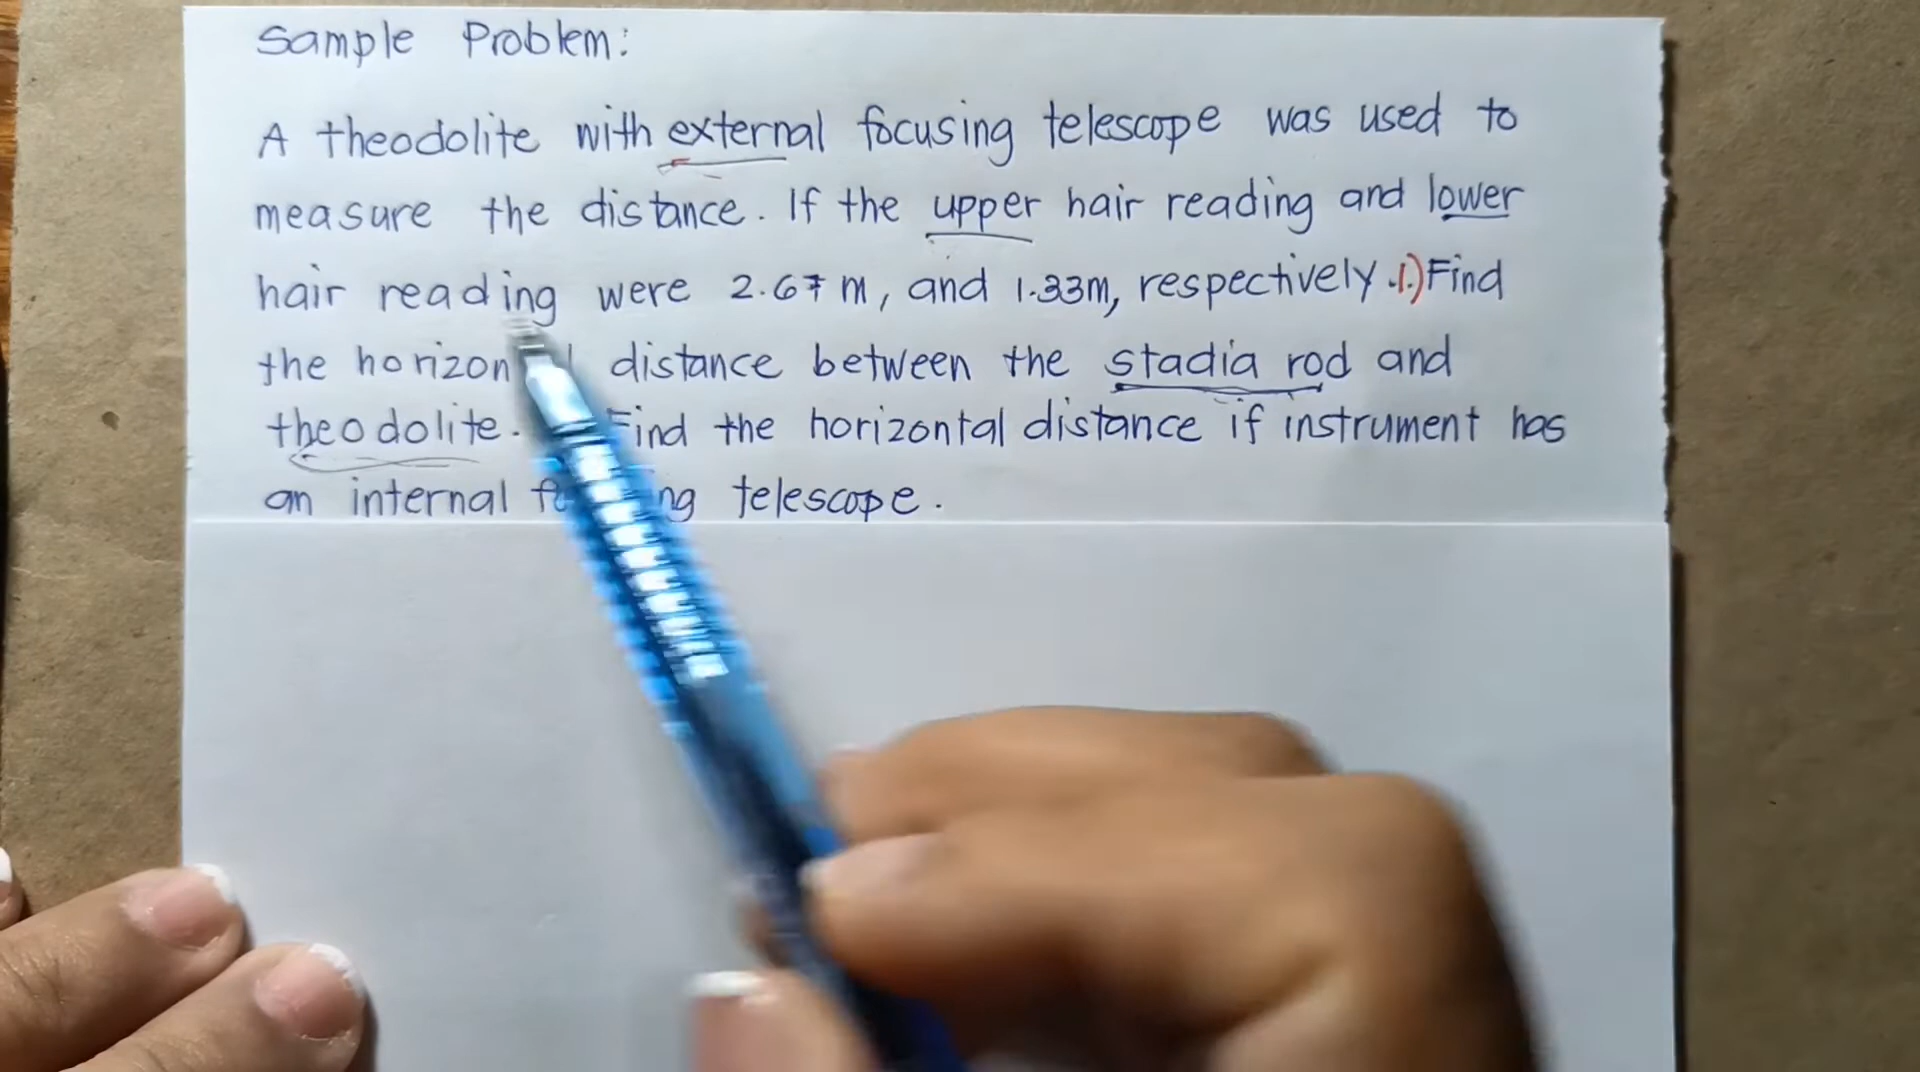 Sample Problem:
A theodolite with external focusing telescope was used to
measure the distance. If the upper hair reading and lower
hair reading were 2.67 m, and 1.33m, respectively. 1.) Find
the distance between the stadia rod and
theodolite. Find the horizontal distance if instrument has
an internal telescope.